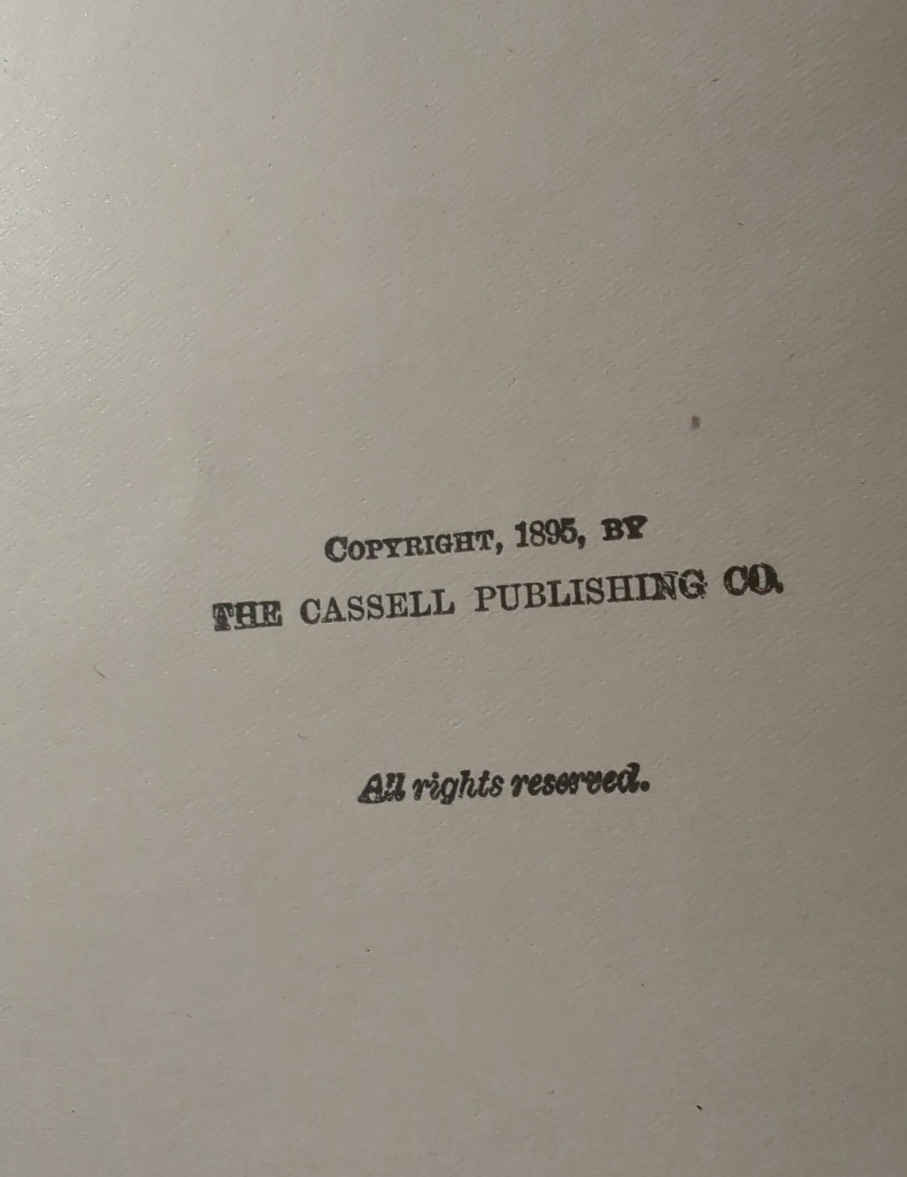 COPYRIGHT, 1895, BY
THE CASSELL PUBLISHING CO.
All rights reserved.